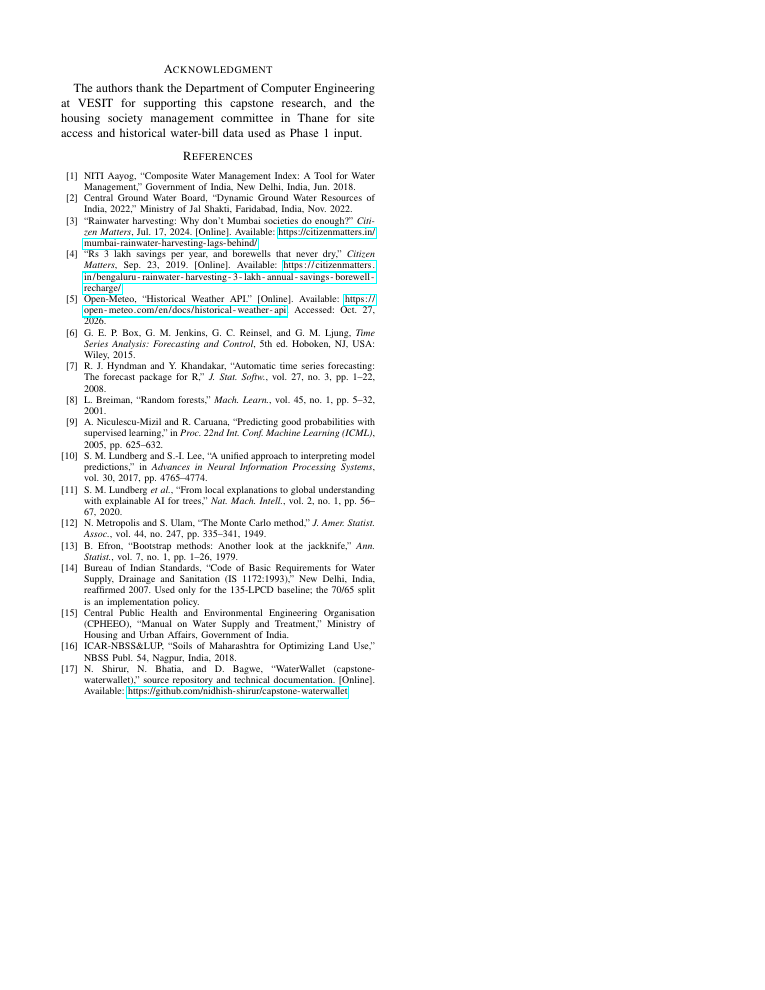 ACKNOWLEDGMENT
The authors thank the Department of Computer Engineering
at VESIT for supporting this capstone research, and the
housing society management committee in Thane for site
access and historical water-bill data used as Phase 1 input.
REFERENCES
[1] NITI Aayog, “Composite Water Management Index: A Tool for Water
Management,” Government of India, New Delhi, India, Jun. 2018.
[2] Central Ground Water Board, “Dynamic Ground Water Resources of
India, 2022,” Ministry of Jal Shakti, Faridabad, India, Nov. 2022.
[3] “Rainwater harvesting: Why don’t Mumbai societies do enough?” Citi-
zen Matters, Jul. 17, 2024. [Online]. Available: https://citizenmatters.in/
mumbai-rainwater-harvesting-lags-behind/
[4] “Rs 3 lakh savings per year, and borewells that never dry,” Citizen
Matters, Sep. 23, 2019. [Online]. Available: https://citizenmatters.
in/bengaluru-rainwater-harvesting-3-lakh-annual-savings-borewell-
recharge/
[5] Open-Meteo, “Historical Weather API.” [Online]. Available: https://
open-meteo.com/en/docs/historical-weather-api. Accessed: Oct. 27,
2026.
[6] G. E. P. Box, G. M. Jenkins, G. C. Reinsel, and G. M. Ljung, Time
Series Analysis: Forecasting and Control, 5th ed. Hoboken, NJ, USA:
Wiley, 2015.
[7] R. J. Hyndman and Y. Khandakar, “Automatic time series forecasting:
The forecast package for R,” J. Stat. Softw., vol. 27, no. 3, pp. 1–22,
2008.
[8] L. Breiman, “Random forests,” Mach. Learn., vol. 45, no. 1, pp. 5–32,
2001.
[9] A. Niculescu-Mizil and R. Caruana, “Predicting good probabilities with
supervised learning,” in Proc. 22nd Int. Conf. Machine Learning (ICML),
2005, pp. 625–632.
[10] S. M. Lundberg and S.-I. Lee, “A unified approach to interpreting model
predictions,” in Advances in Neural Information Processing Systems,
vol. 30, 2017, pp. 4765–4774.
[11] S. M. Lundberg et al., “From local explanations to global understanding
with explainable AI for trees,” Nat. Mach. Intell., vol. 2, no. 1, pp. 56–
67, 2020.
[12] N. Metropolis and S. Ulam, “The Monte Carlo method,” J. Amer. Statist.
Assoc., vol. 44, no. 247, pp. 335–341, 1949.
[13] B. Efron, “Bootstrap methods: Another look at the jackknife,” Ann.
Statist., vol. 7, no. 1, pp. 1–26, 1979.
[14] Bureau of Indian Standards, “Code of Basic Requirements for Water
Supply, Drainage and Sanitation (IS 1172:1993),” New Delhi, India,
reaffirmed 2007. Used only for the 135-LPCD baseline; the 70/65 split
is an implementation policy.
[15] Central Public Health and Environmental Engineering Organisation
(CPHEEO), “Manual on Water Supply and Treatment,” Ministry of
Housing and Urban Affairs, Government of India.
[16] ICAR-NBSS&LUP, “Soils of Maharashtra for Optimizing Land Use,”
NBSS Publ. 54, Nagpur, India, 2018.
[17] N. Shirur, N. Bhatia, and D. Bagwe, “WaterWallet (capstone-
waterwallet),” source repository and technical documentation. [Online].
Available: https://github.com/nidhish-shirur/capstone-waterwallet